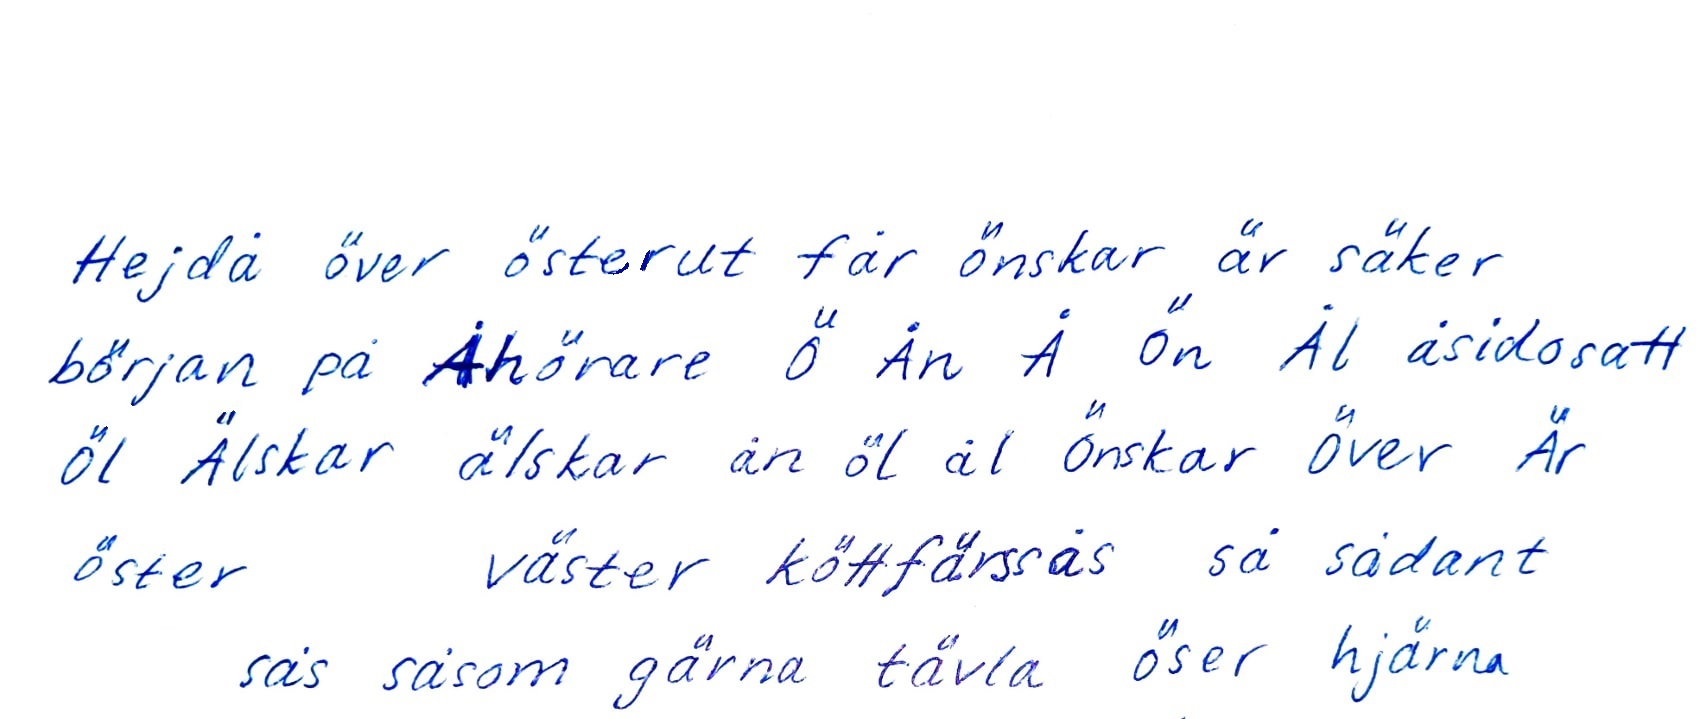 Hejdå över österut får önskar är säker
början på Åhörare Ö Ån Å Ön Ål åsidosatt
Öl Älskar älskar ån öl ål Önskar Över Är
öster väster köttfärssås så sådant
sås såsom gärna tävla öser hjärna